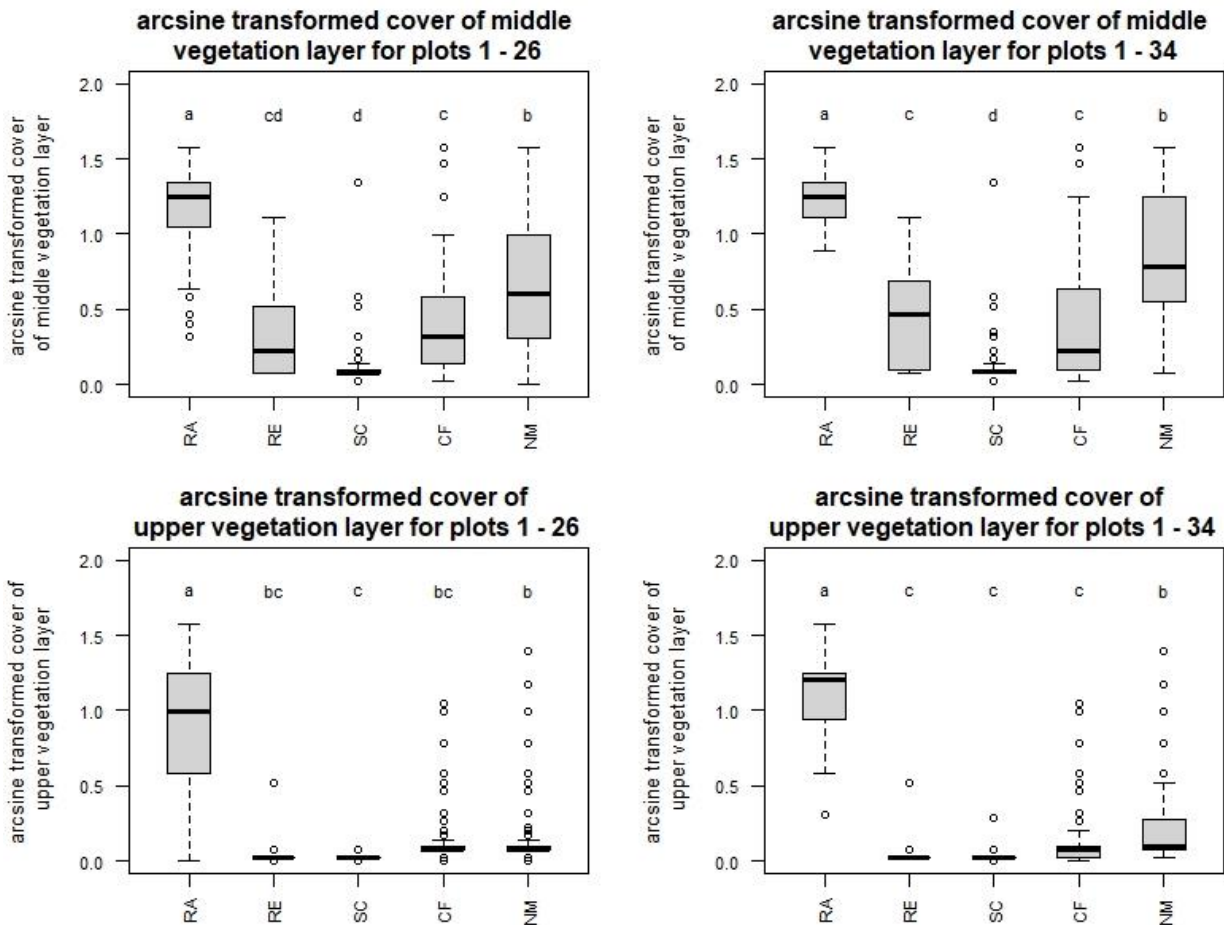 arcsine transformed cover of middle
vegetation layer for plots 1 - 26
arcsine transformed cover
of middle vegetation layer
2.0
1.5
1.0
0.5
0.0
a
cd
d
c
b
RA
RE
SC
CF
NM
arcsine transformed cover of middle
vegetation layer for plots 1 - 34
arcsine transformed cover
of middle vegetation layer
2.0
1.5
1.0
0.5
0.0
a
c
d
c
b
RA
RE
SC
CF
NM
arcsine transformed cover of
upper vegetation layer for plots 1 - 26
arcsine transformed cover of
upper vegetation layer
2.0
1.5
1.0
0.5
0.0
a
bc
c
bc
b
RA
RE
SC
CF
NM
arcsine transformed cover of
upper vegetation layer for plots 1 - 34
arcsine transformed cover of
upper vegetation layer
2.0
1.5
1.0
0.5
0.0
a
c
c
c
b
RA
RE
SC
CF
NM